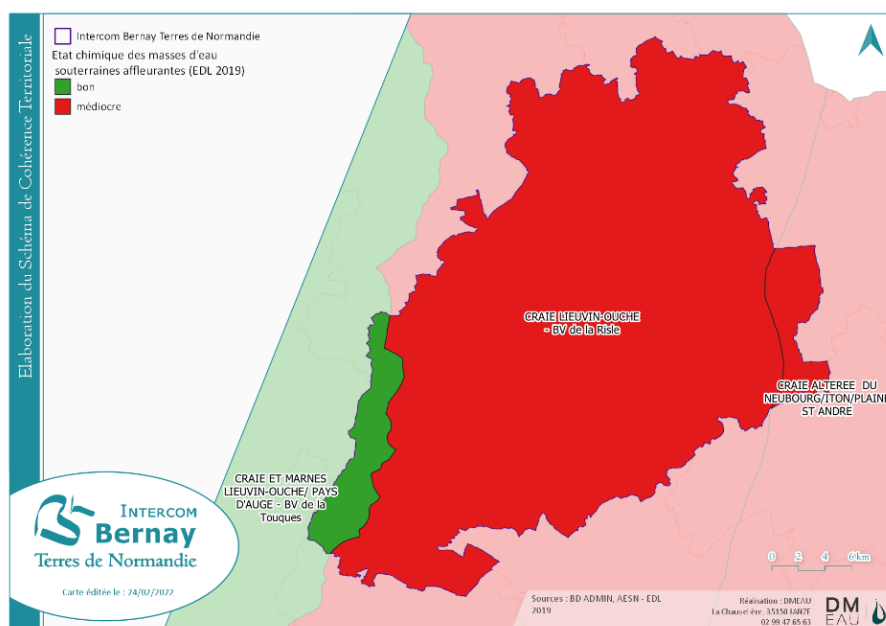 Elaboration du Schéma de Cohérence Territoriale
Intercom Bernay Terres de Normandie
Etat chimique des masses d'eau
souterraines affleurantes (EDL 2019)
bon
médiocre
CRAIE LIEUVIN-OUCHE
- BV de la Risle
CRAIE ALTEREE DU
NEUBOURG/ITON/PLAINE
ST ANDRE
CRAIE ET MARNES
LIEUVIN-OUCHE/ PAYS
D'AUGE - BV de la
Touques
INTERCOM
Bernay
Terres de Normandie
Carte éditée le : 24/02/2022
0 2 4 6 km
Sources : BD ADMIN, AESN - EDL
2019
Réalisation : DMEAU
La Chauvelière, 35150 JANZE
02 99 47 65 63
DM
EAU